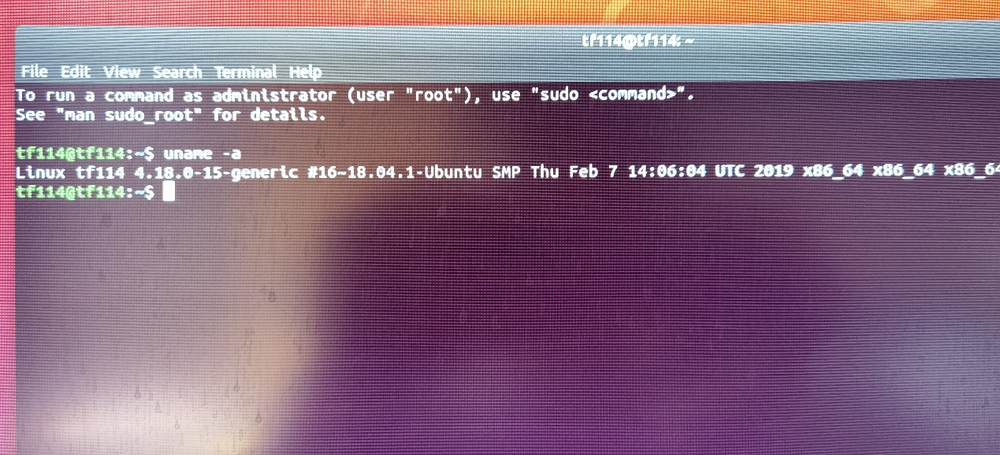 tf114@tf114: ~
File Edit View Search Terminal Help
To run a command as administrator (user "root"), use "sudo <command>".
See "man sudo_root" for details.
tf114@tf114:~$ uname -a
Linux tf114 4.18.0-15-generic #16~18.04.1-Ubuntu SMP Thu Feb 7 14:06:04 UTC 2019 x86_64 x86_64 x86_64
tf114@tf114:~$